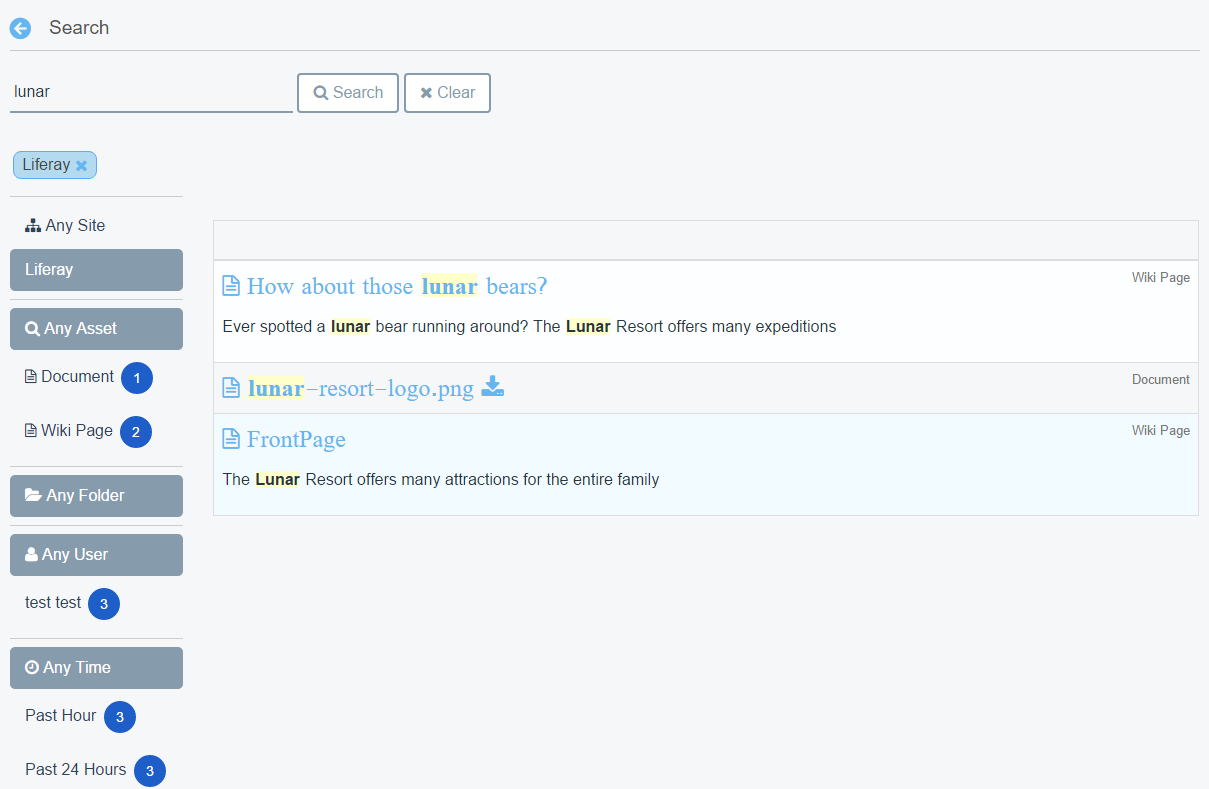 Search
lunar
Search
Clear
Liferay
Any Site
Liferay
Any Asset
Document 1
Wiki Page 2
Any Folder
Any User
test test 3
Any Time
Past Hour 3
Past 24 Hours 3
How about those lunar bears?
Wiki Page
Ever spotted a lunar bear running around? The Lunar Resort offers many expeditions
lunar-resort-logo.png
Document
FrontPage
Wiki Page
The Lunar Resort offers many attractions for the entire family